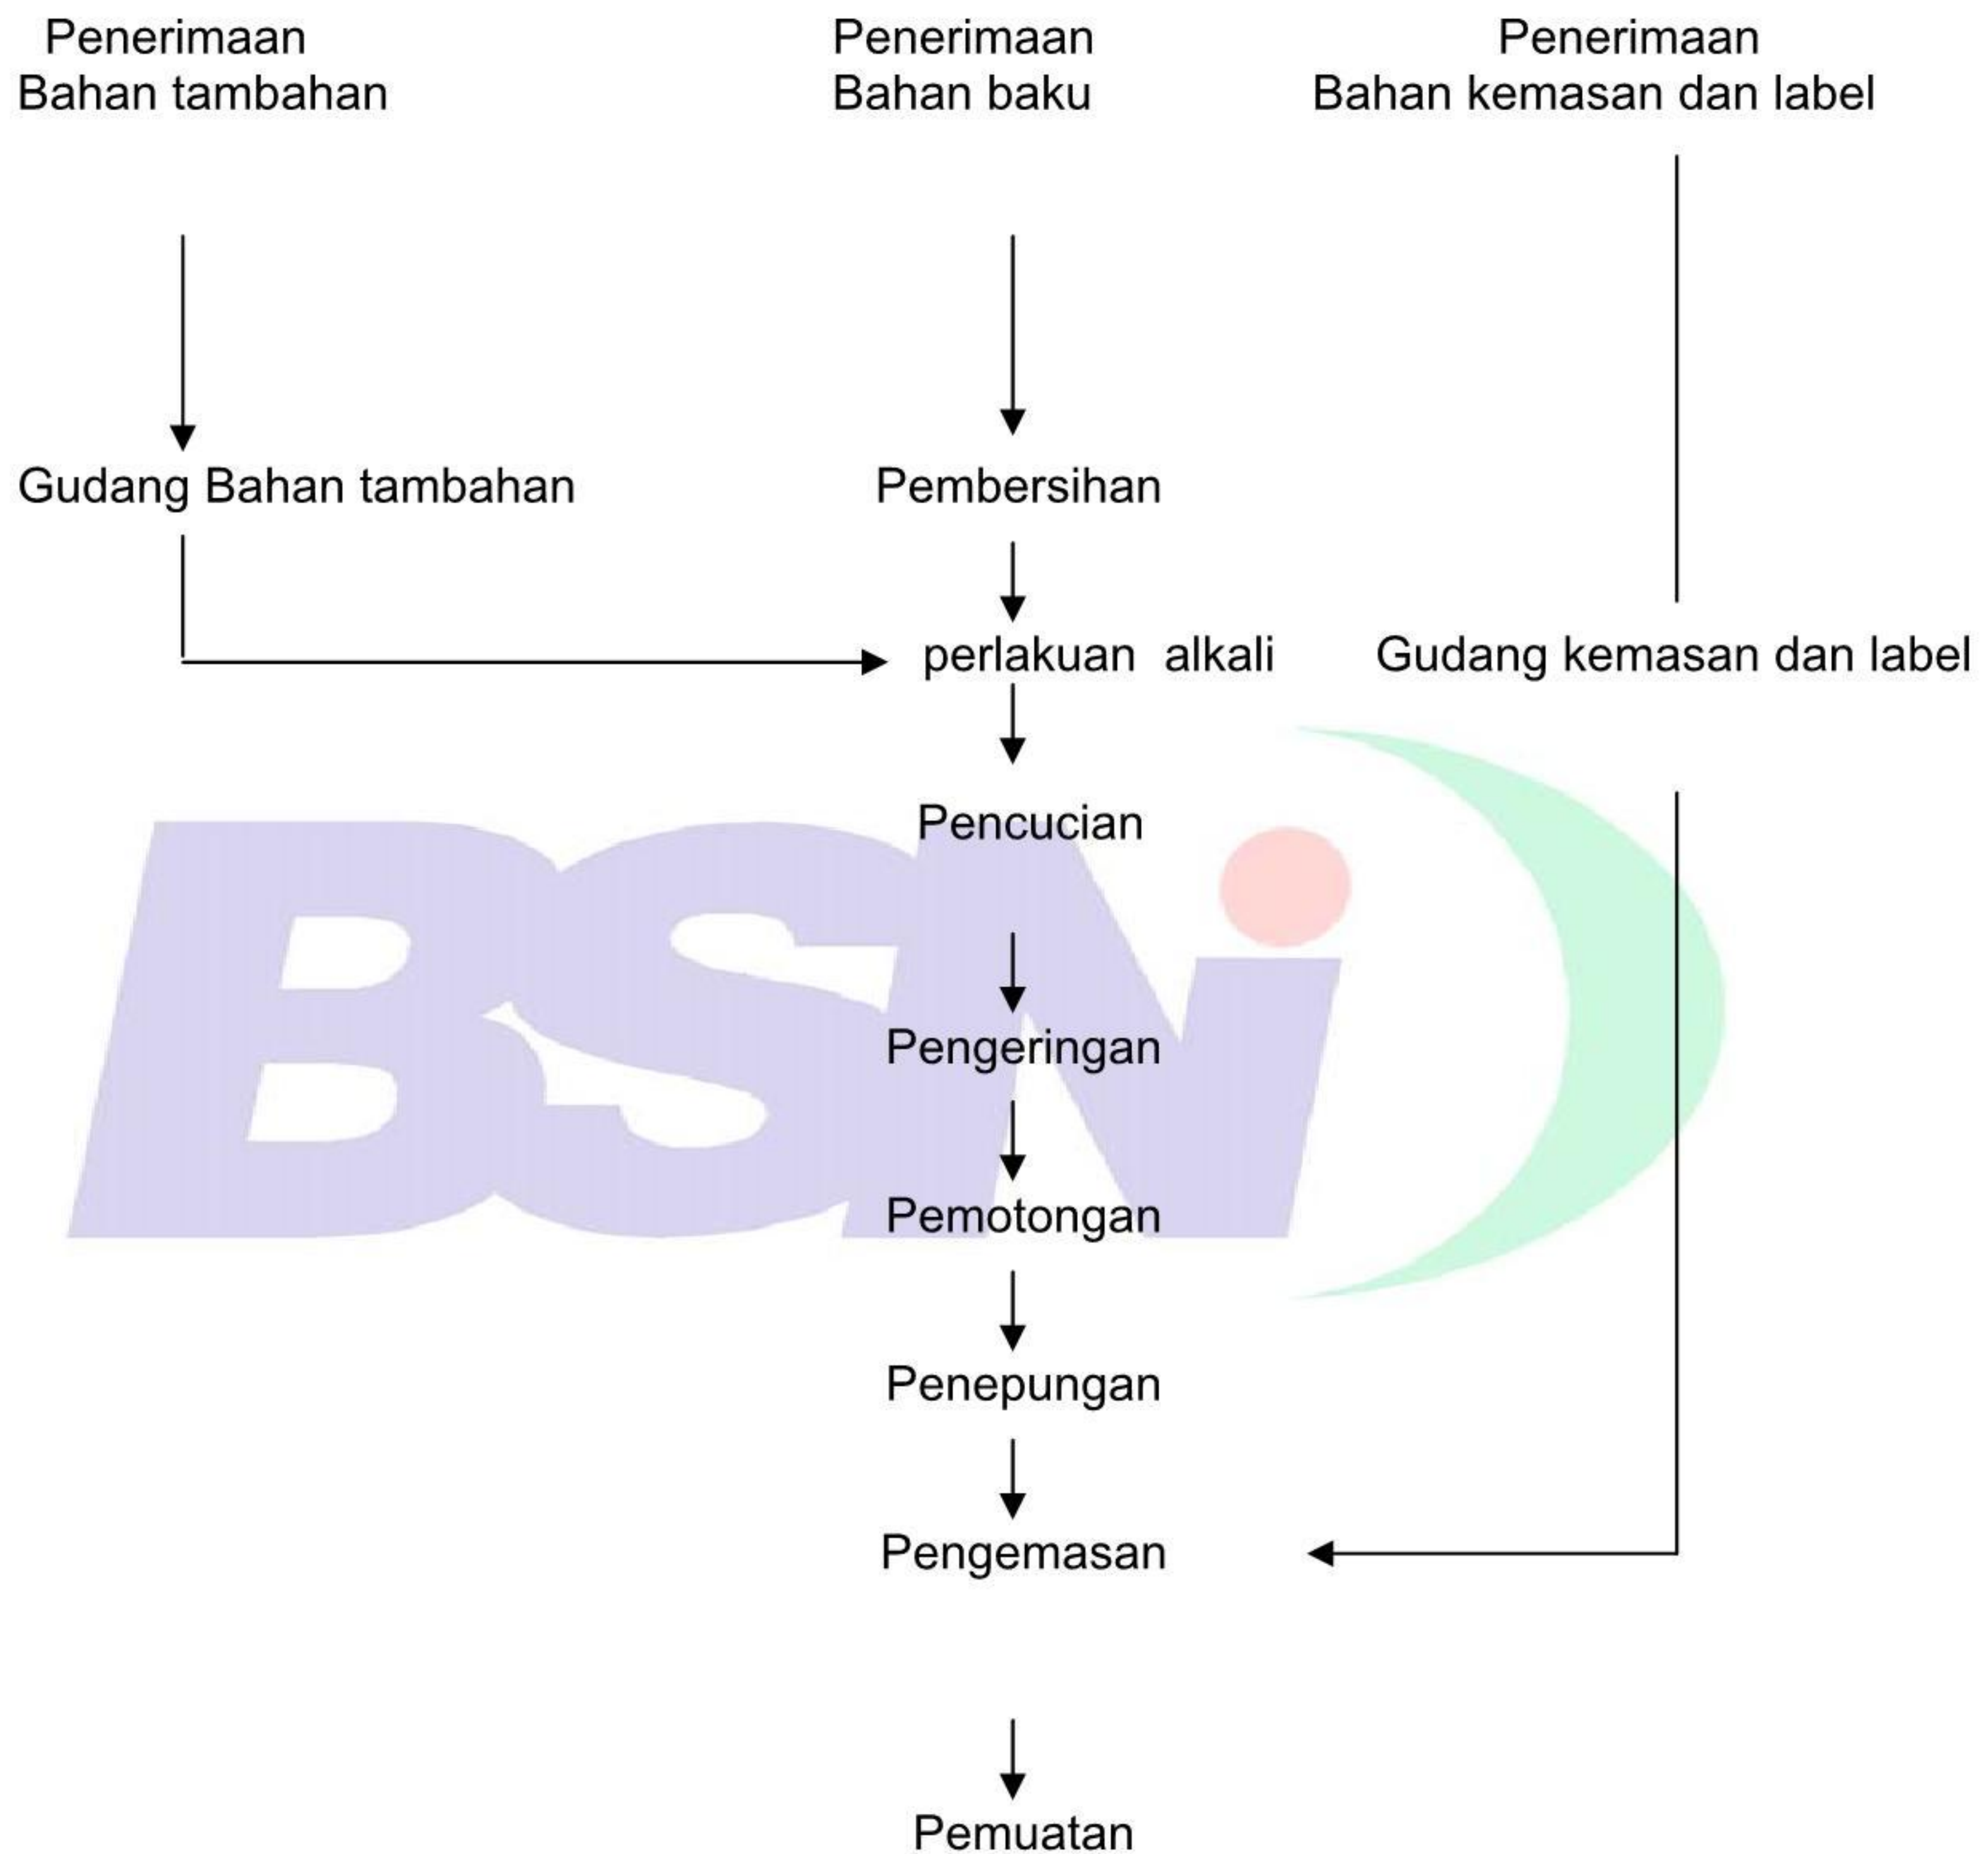 Penerimaan
Bahan tambahan
Penerimaan
Bahan baku
Penerimaan
Bahan kemasan dan label
Gudang Bahan tambahan
Pembersihan
perlakuan alkali
Gudang kemasan dan label
Pencucian
BSNi
Pengeringan
Pemotongan
Penepungan
Pengemasan
Pemuatan